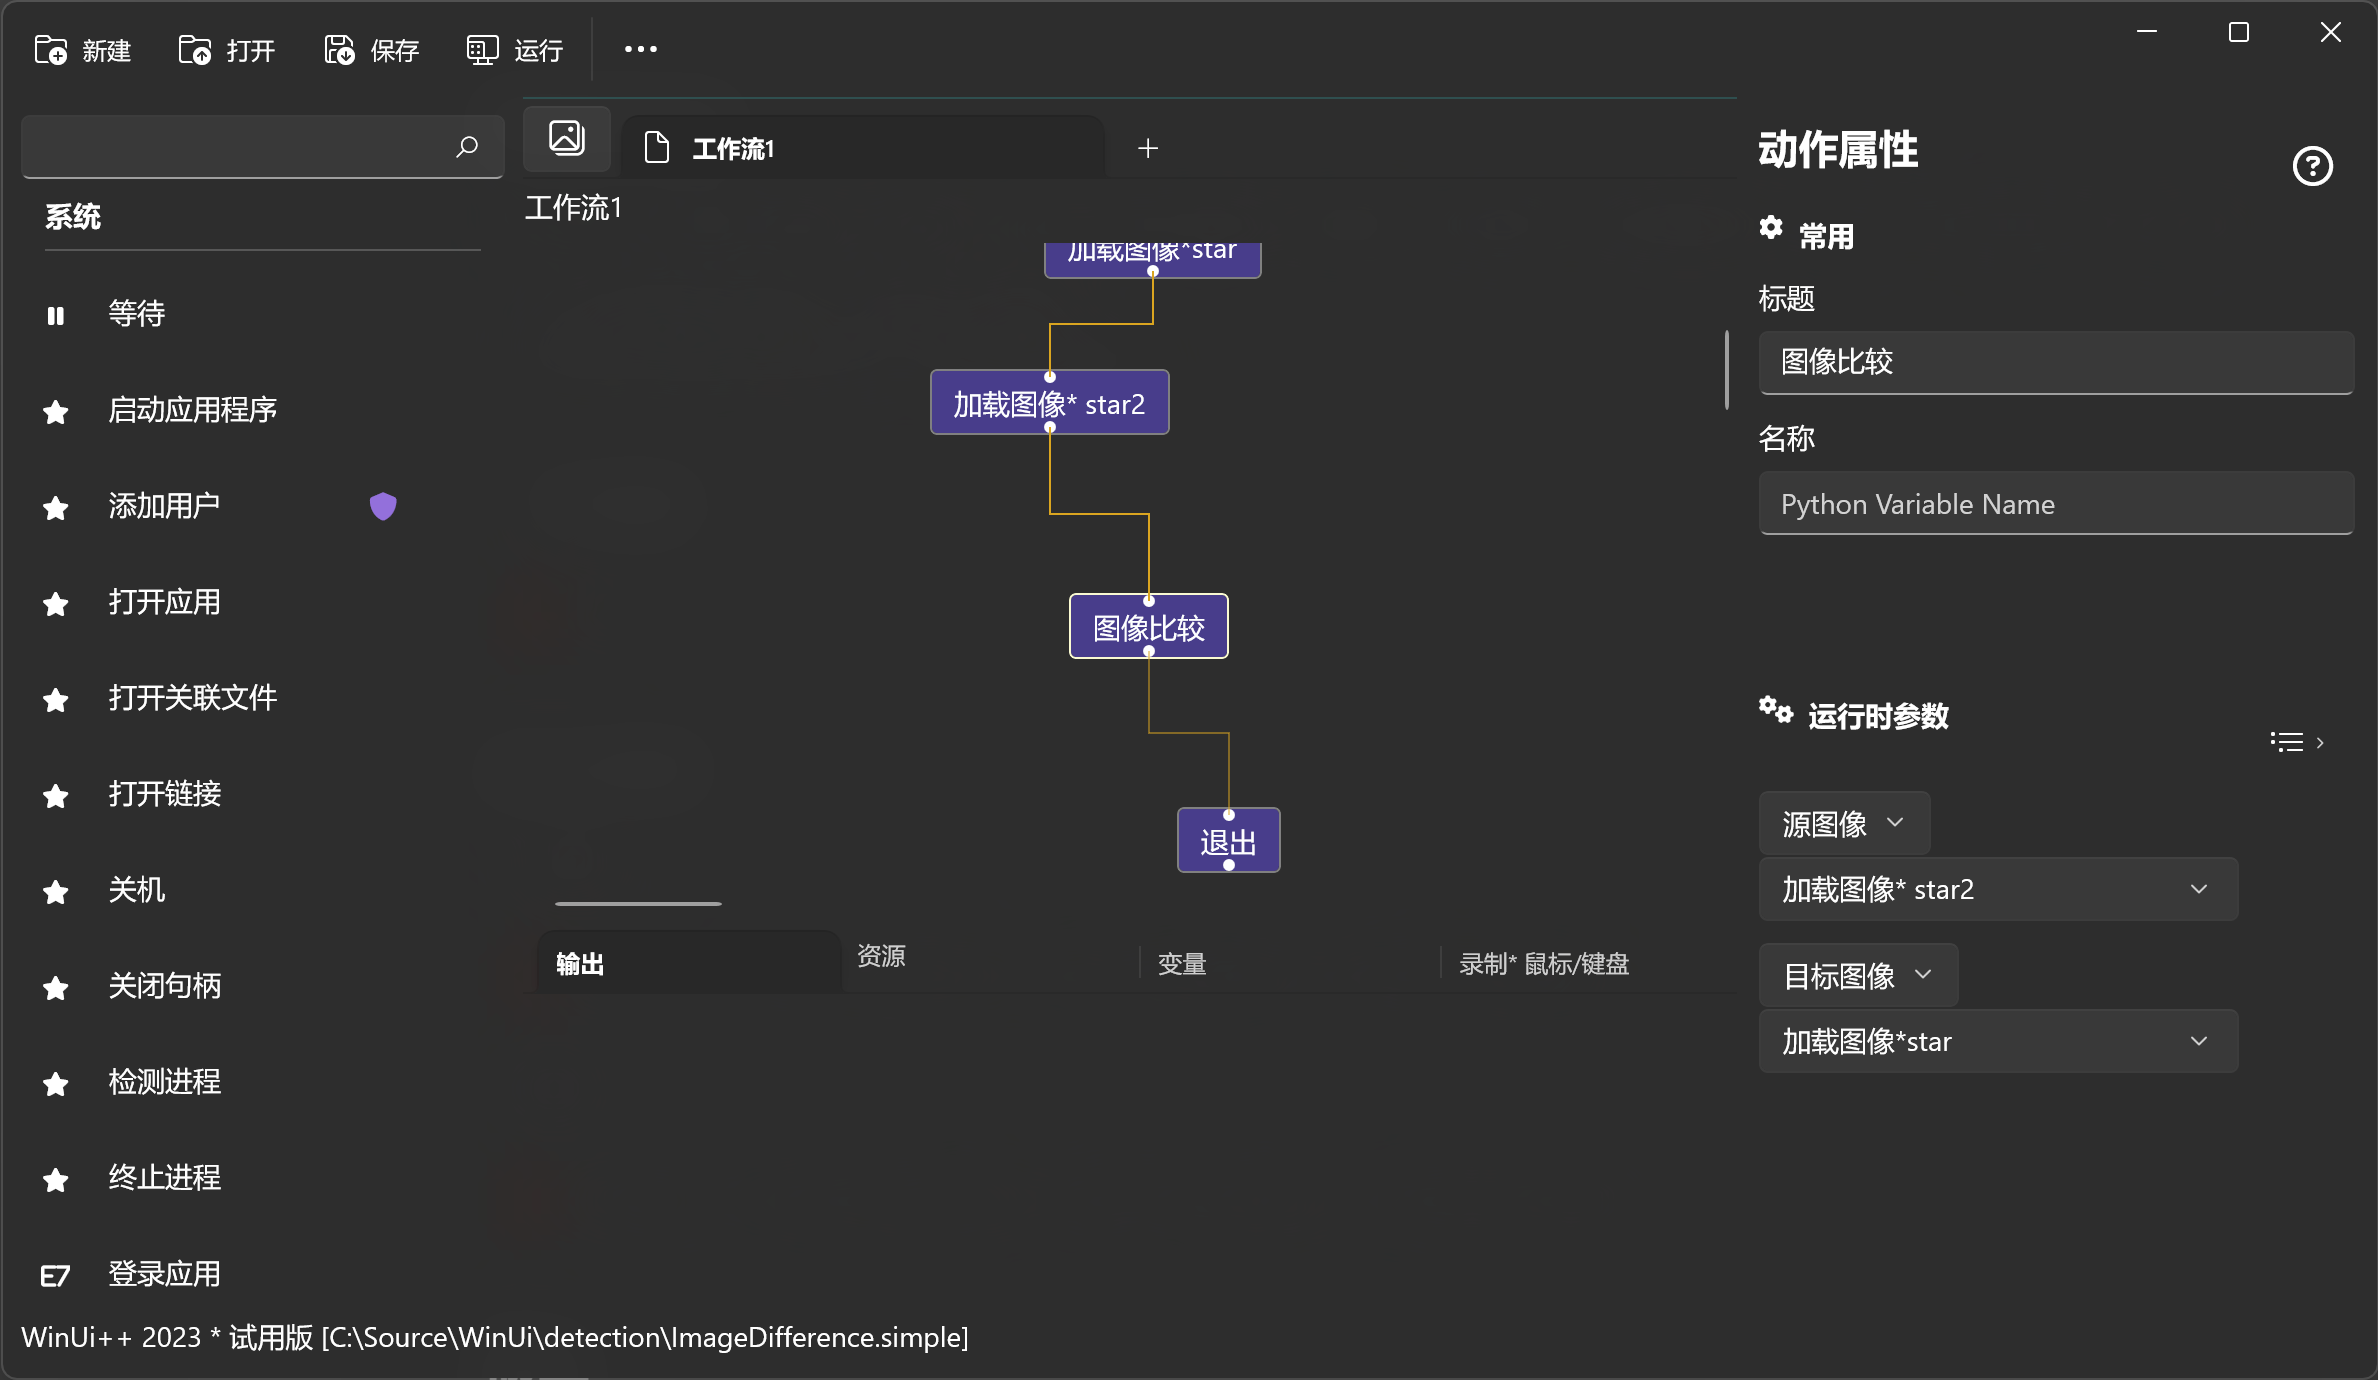 新建
打开
保存
运行
系统
等待
启动应用程序
添加用户
打开应用
打开关联文件
打开链接
关机
关闭句柄
检测进程
终止进程
E7 登录应用
工作流1
工作流1
加载图像*star
加载图像* star2
图像比较
退出
输出
资源
变量
录制* 鼠标/键盘
动作属性
常用
标题
图像比较
名称
Python Variable Name
运行时参数
源图像
加载图像* star2
目标图像
加载图像*star
WinUi++ 2023 * 试用版 [C:\Source\WinUi\detection\ImageDifference.simple]